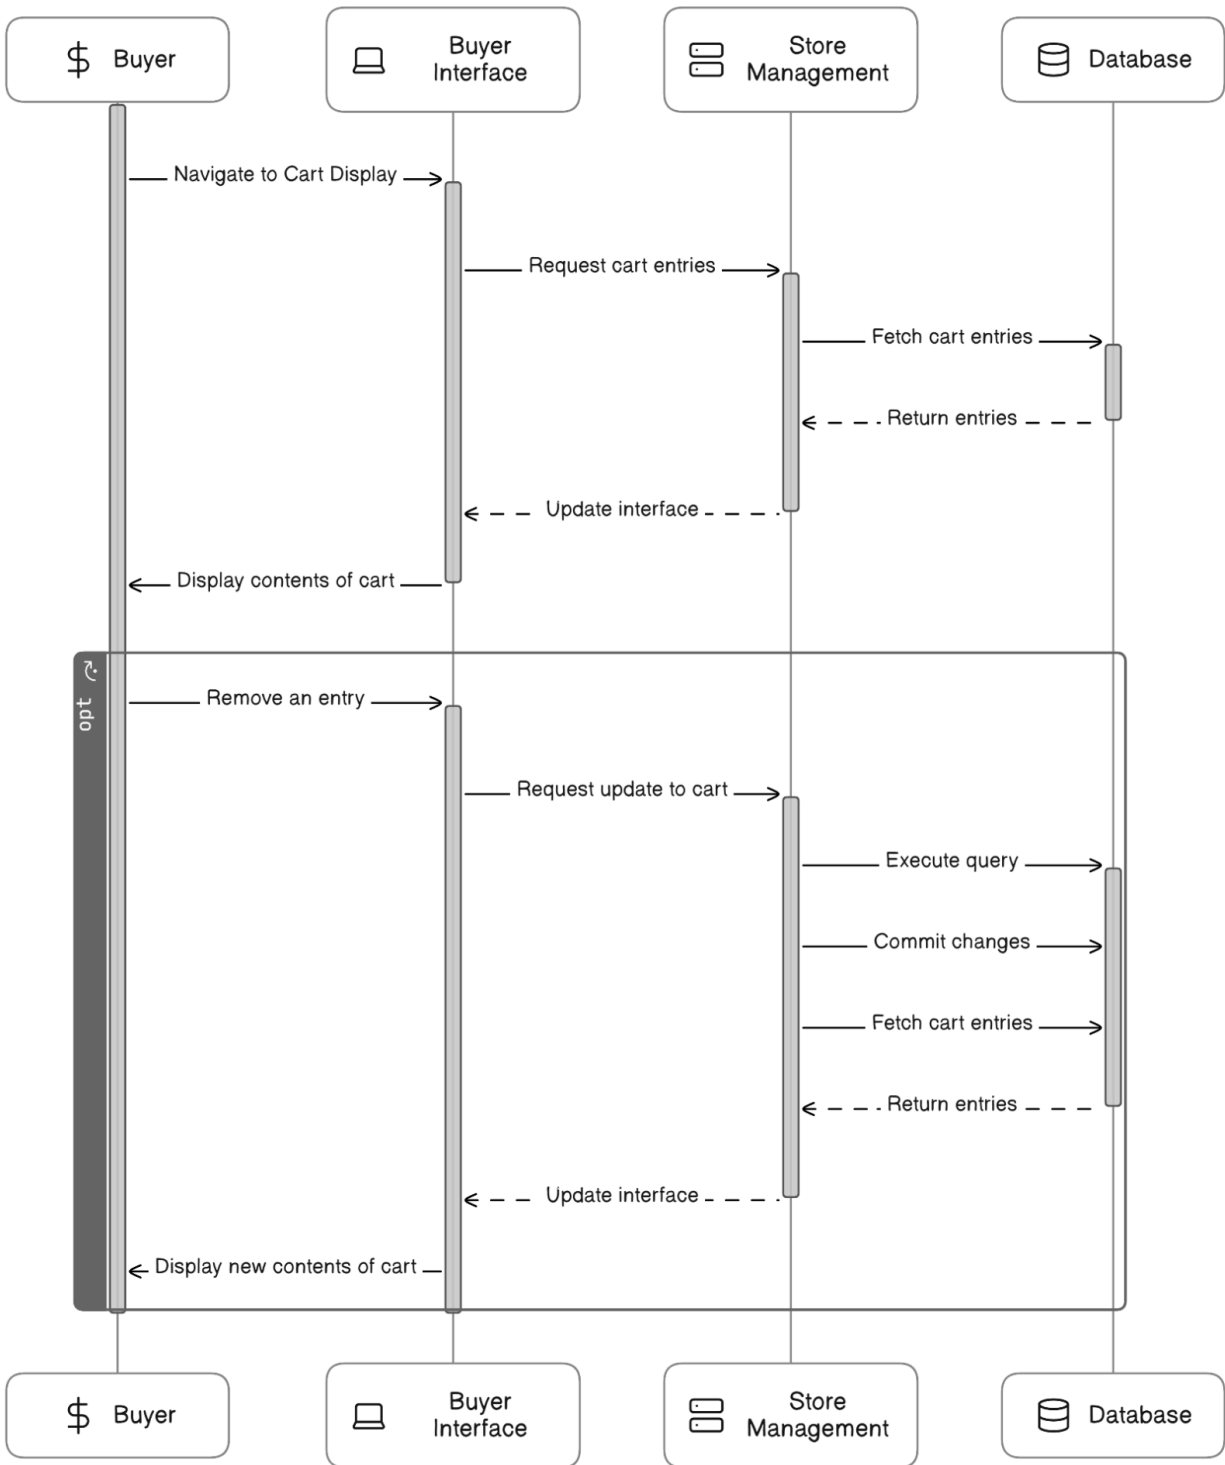 Buyer
Buyer
Interface
Store
Management
Database
Navigate to Cart Display
Request cart entries
Fetch cart entries
Return entries
Update interface
Display contents of cart
opt
Remove an entry
Request update to cart
Execute query
Commit changes
Fetch cart entries
Return entries
Update interface
Display new contents of cart
Buyer
Buyer
Interface
Store
Management
Database